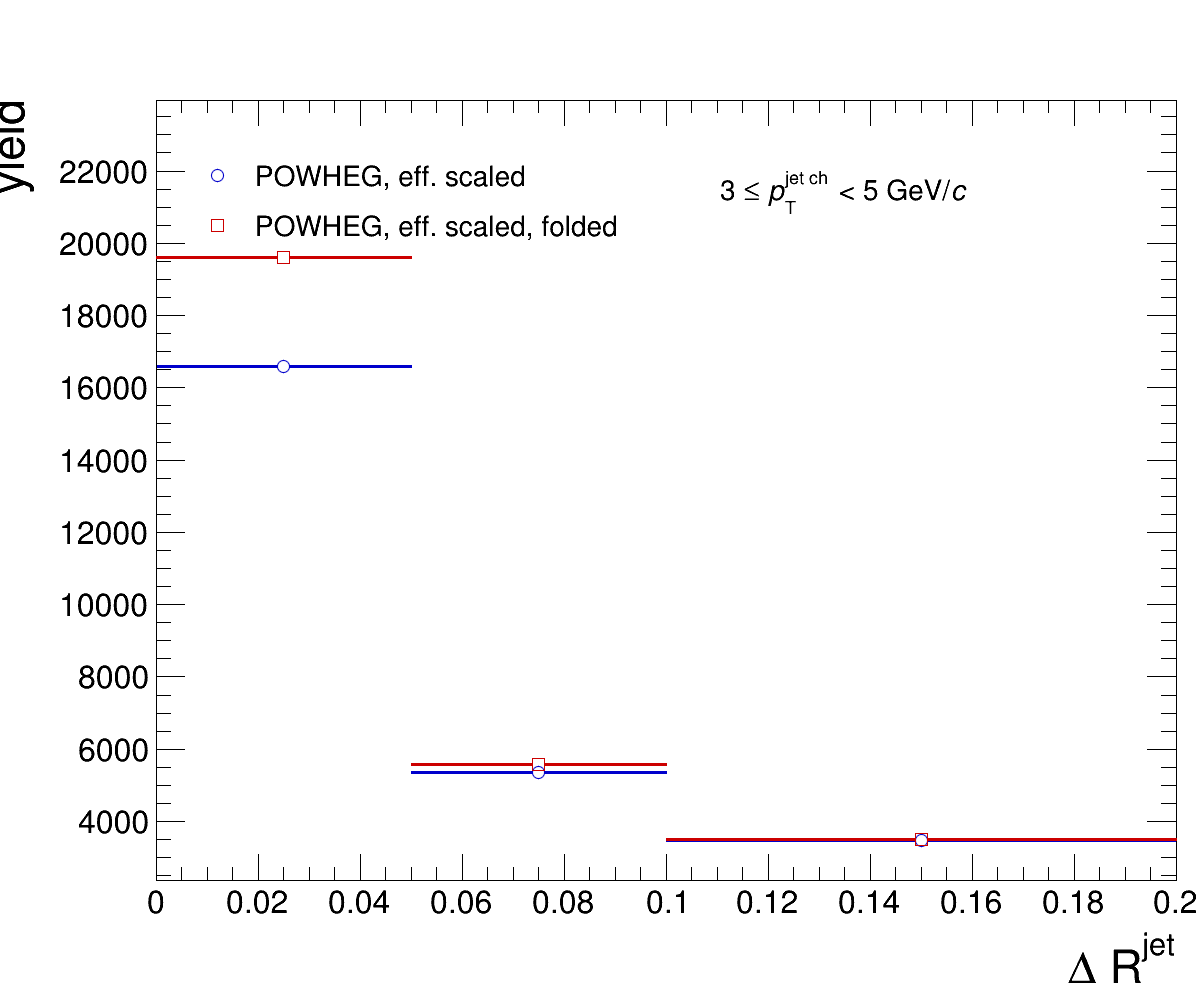 yield
22000
20000
18000
16000
14000
12000
10000
8000
6000
4000
POWHEG, eff. scaled
POWHEG, eff. scaled, folded
3 ≤ p_T^{jet ch} < 5 GeV/c
0 0.02 0.04 0.06 0.08 0.1 0.12 0.14 0.16 0.18 0.2
Δ R^{jet}